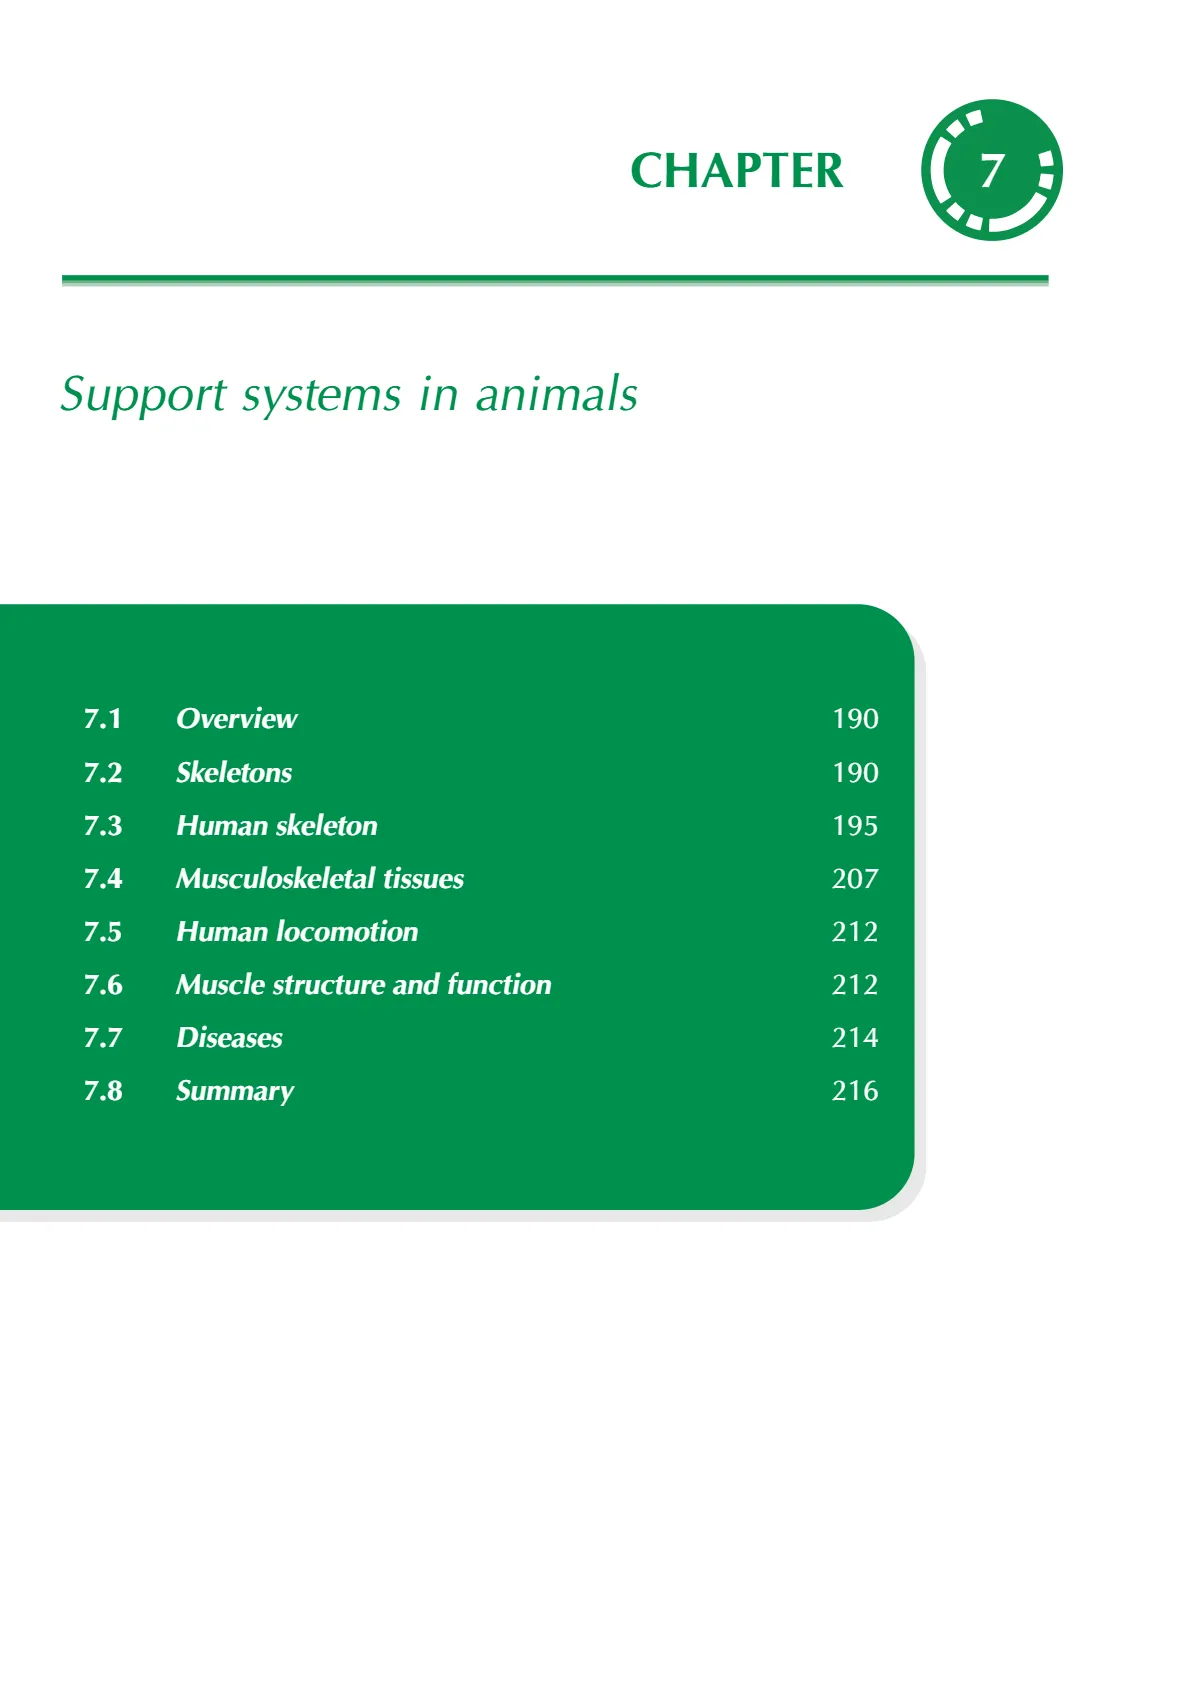 CHAPTER 7
Support systems in animals
7.1 Overview 190
7.2 Skeletons 190
7.3 Human skeleton 195
7.4 Musculoskeletal tissues 207
7.5 Human locomotion 212
7.6 Muscle structure and function 212
7.7 Diseases 214
7.8 Summary 216